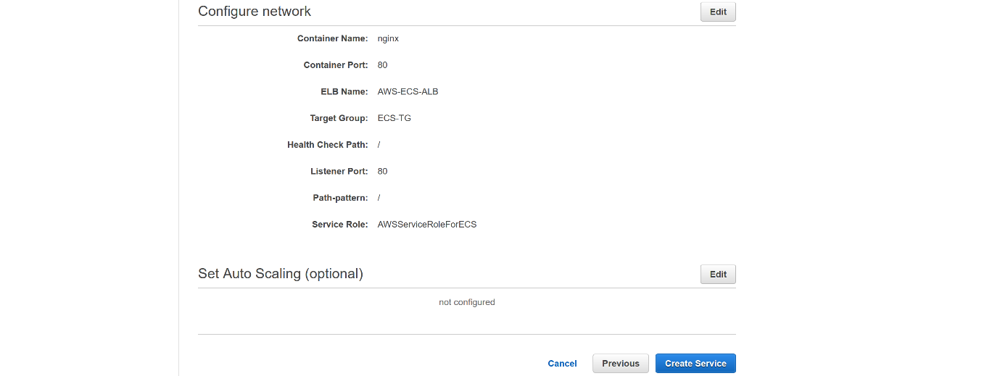 Configure network
Edit
Container Name: nginx
Container Port: 80
ELB Name: AWS-ECS-ALB
Target Group: ECS-TG
Health Check Path: /
Listener Port: 80
Path-pattern: /
Service Role: AWSServiceRoleForECS
Set Auto Scaling (optional)
Edit
not configured
Cancel
Previous
Create Service